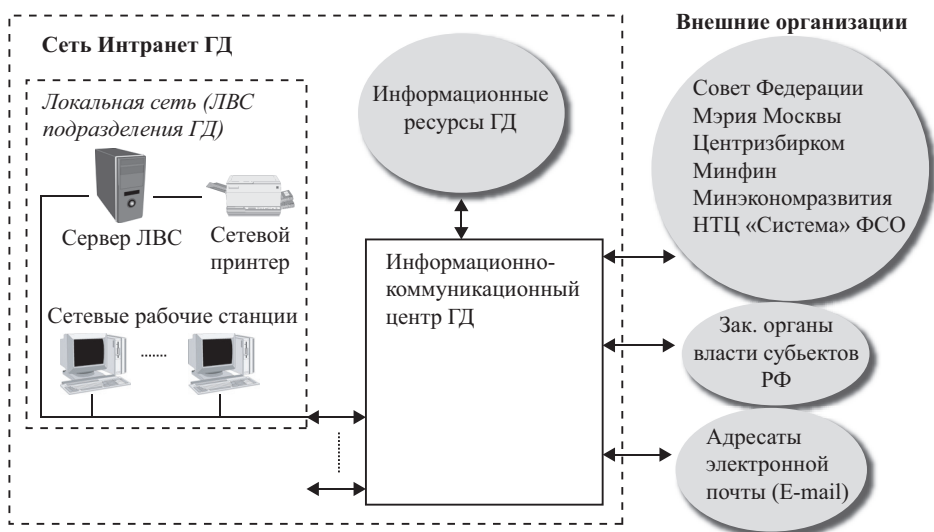 Внешние организации
Сеть Интранет ГД
Локальная сеть (ЛВС
подразделения ГД)
Сервер ЛВС
Сетевой
принтер
Сетевые рабочие станции
Информационные
ресурсы ГД
Информационно-
коммуникационный
центр ГД
Совет Федерации
Мэрия Москвы
Центризбирком
Минфин
Минэкономразвития
НТЦ «Система» ФСО
Зак. органы
власти субьектов
РФ
Адресаты
электронной
почты (E-mail)